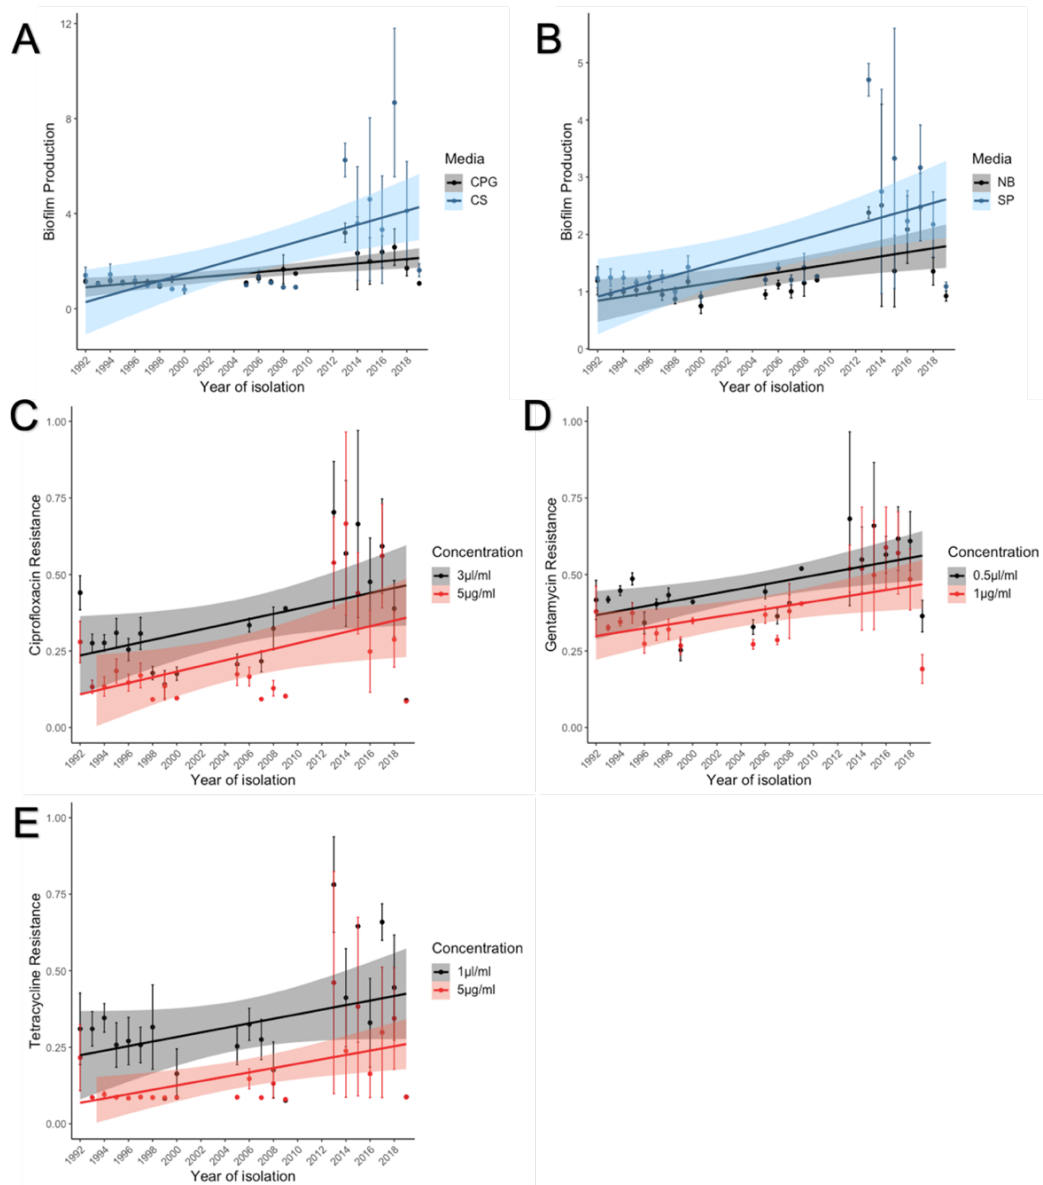 A
12
8
4
0
Biofilm Production
1992 1994 1996 1998 2000 2002 2004 2006 2008 2010 2012 2014 2016 2018
Year of isolation
Media
CPG
CS
B
5
4
3
2
1
0
Biofilm Production
1992 1994 1996 1998 2000 2002 2004 2006 2008 2010 2012 2014 2016 2018
Year of isolation
Media
NB
SP
C
1.00
0.75
0.50
0.25
0.00
Ciprofloxacin Resistance
1992 1994 1996 1998 2000 2002 2004 2006 2008 2010 2012 2014 2016 2018
Year of isolation
Concentration
3µl/ml
5µg/ml
D
1.00
0.75
0.50
0.25
0.00
Gentamycin Resistance
1992 1994 1996 1998 2000 2002 2004 2006 2008 2010 2012 2014 2016 2018
Year of isolation
Concentration
0.5µl/ml
1µg/ml
E
1.00
0.75
0.50
0.25
0.00
Tetracycline Resistance
1992 1994 1996 1998 2000 2002 2004 2006 2008 2010 2012 2014 2016 2018
Year of isolation
Concentration
1µl/ml
5µg/ml